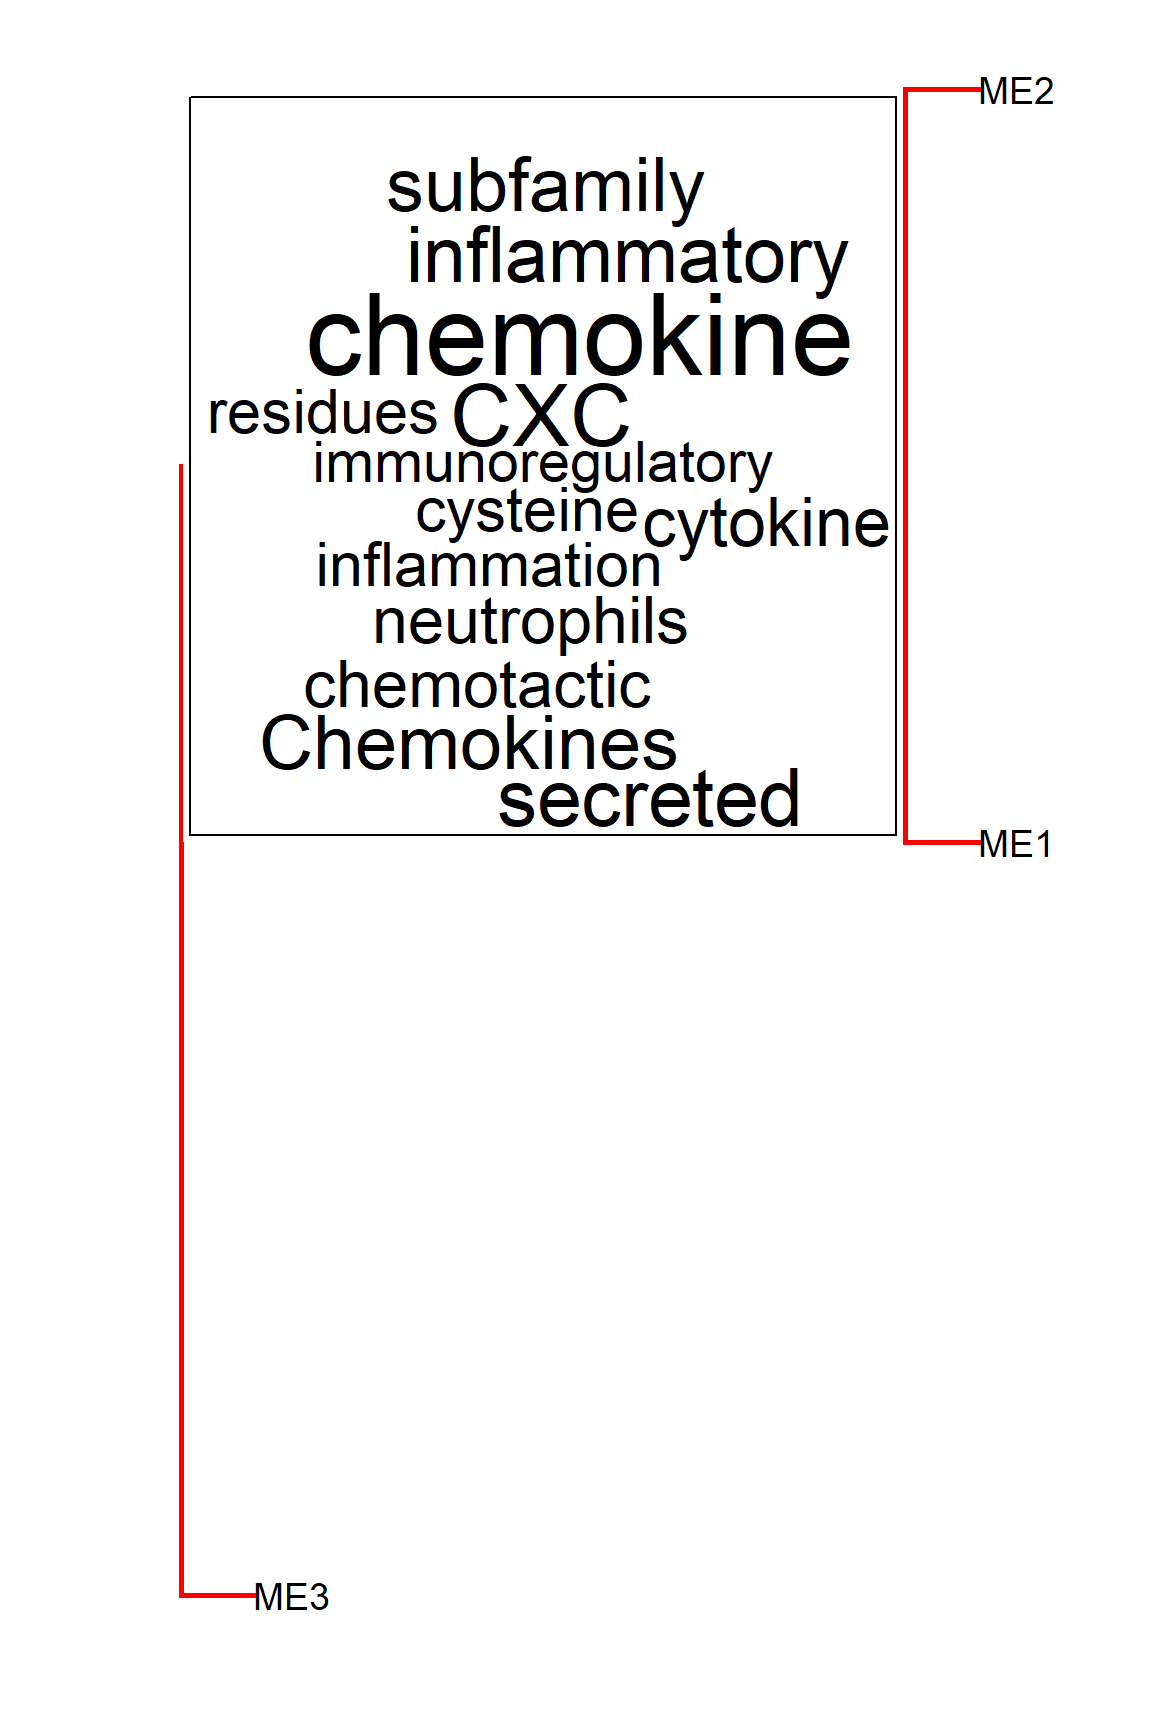 ME2
subfamily
inflammatory
chemokine
residues CXC
immunoregulatory
cysteine cytokine
inflammation
neutrophils
chemotactic
Chemokines
secreted
ME1
ME3